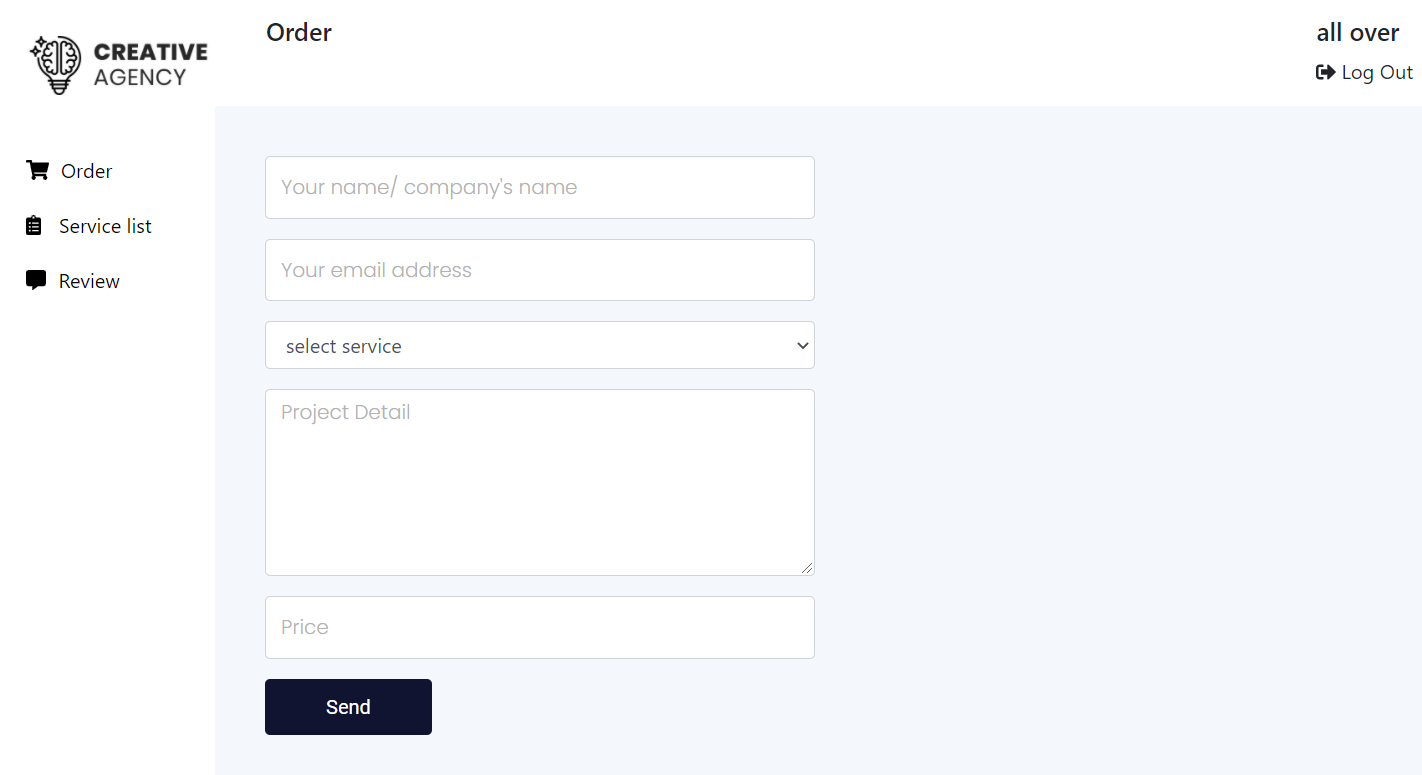 CREATIVE
AGENCY
Order
all over
Log Out
Order
Service list
Review
Your name/ company's name
Your email address
select service
Project Detail
Price
Send